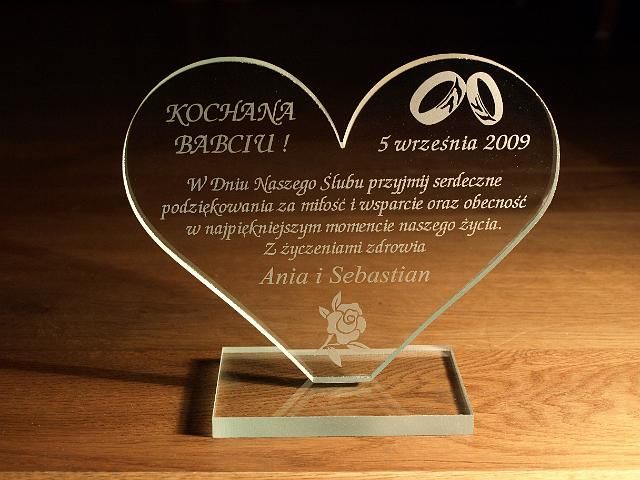 KOCHANA
BABCIU !
5 września 2009
W Dniu Naszego Ślubu przyjmij serdeczne
podziękowania za miłość i wsparcie oraz obecność
w najpiękniejszym momencie naszego życia.
Z życzeniami zdrowia
Ania i Sebastian